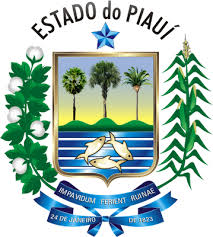 ESTADO do PIAUÍ
IMPAVIDUM FERIENT RUINAE
24 DE JANEIRO DE 1823